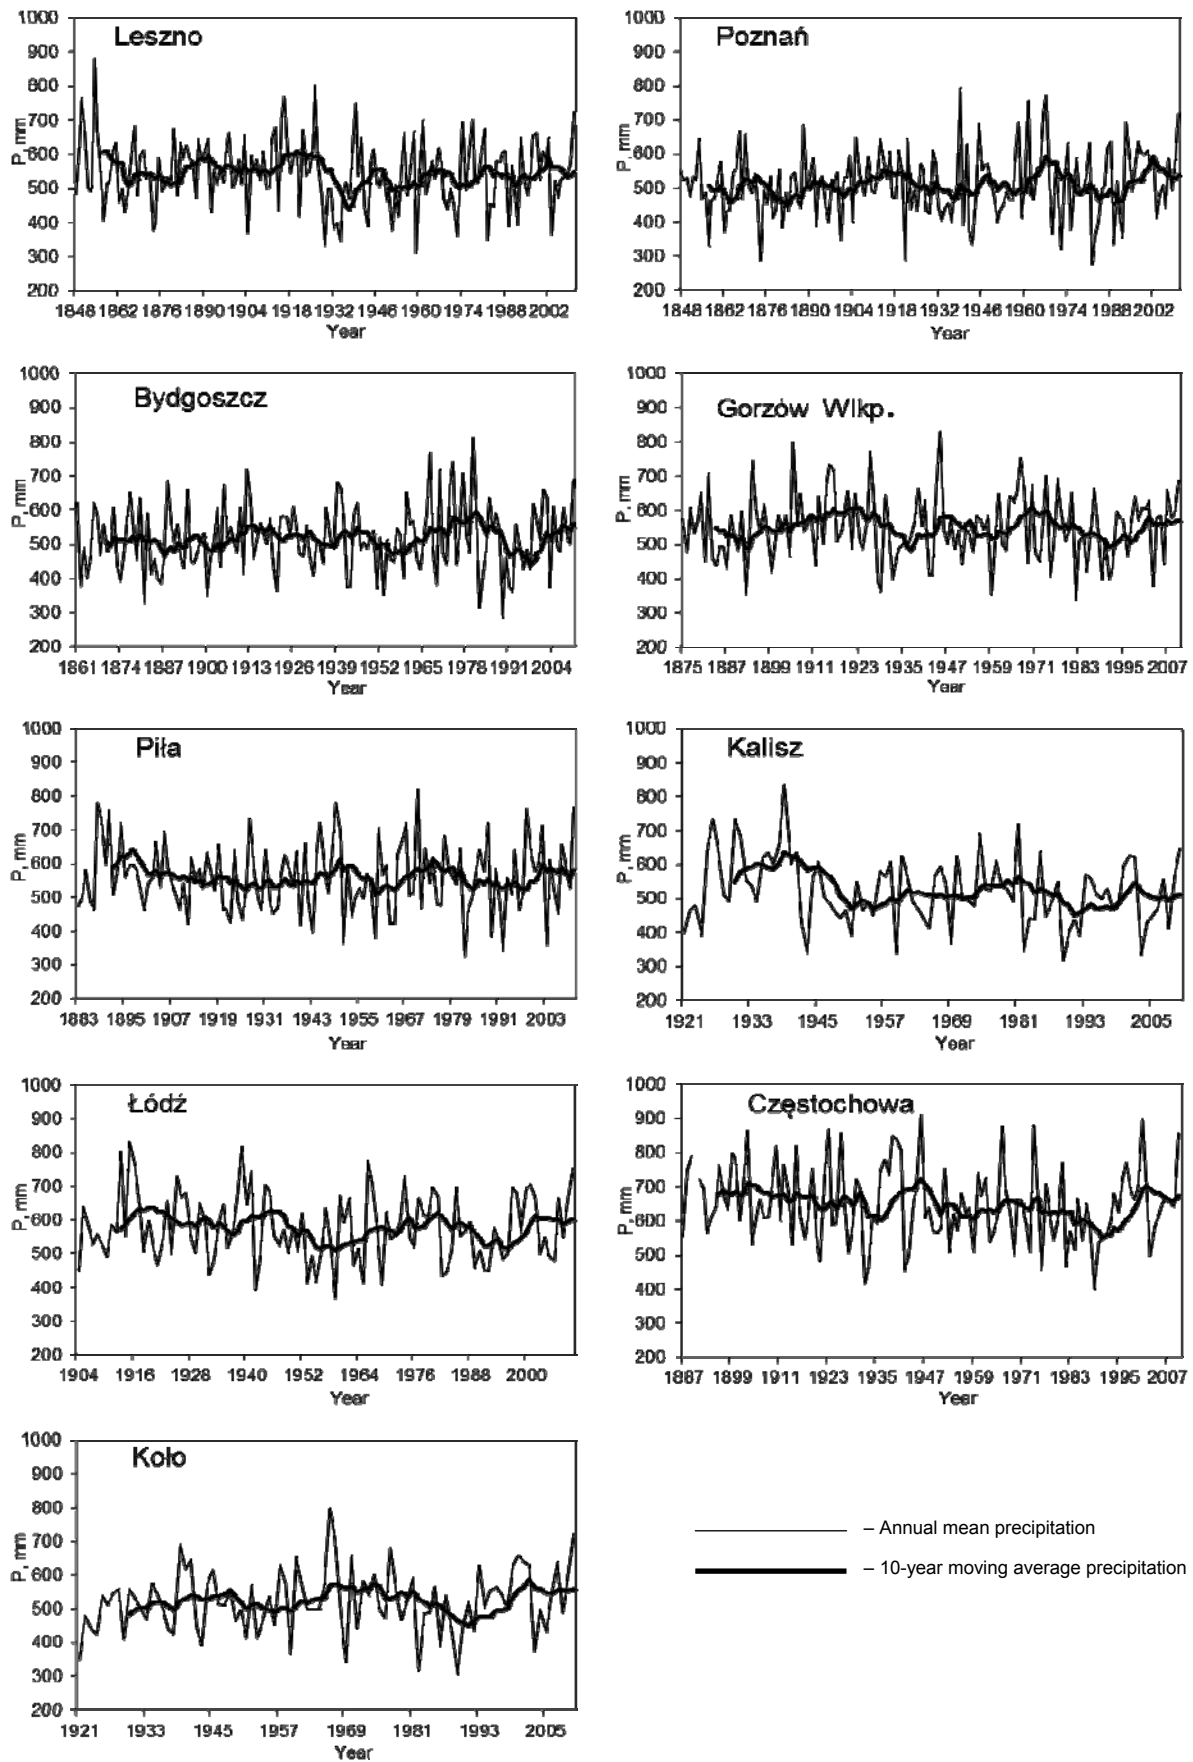 Leszno
P, mm
1000
900
800
700
600
500
400
300
200
1848 1862 1876 1890 1904 1918 1932 1946 1960 1974 1988 2002
Year
Poznań
P, mm
1000
900
800
700
600
500
400
300
200
1848 1862 1876 1890 1904 1918 1932 1946 1960 1974 1988 2002
Year
Bydgoszcz
P, mm
1000
900
800
700
600
500
400
300
200
1861 1874 1887 1900 1913 1926 1939 1952 1965 1978 1991 2004
Year
Gorzów Wlkp.
P, mm
1000
900
800
700
600
500
400
300
200
1875 1887 1899 1911 1923 1935 1947 1959 1971 1983 1995 2007
Year
Piła
P, mm
1000
900
800
700
600
500
400
300
200
1883 1895 1907 1919 1931 1943 1955 1967 1979 1991 2003
Year
Kalisz
P, mm
1000
900
800
700
600
500
400
300
200
1921 1933 1945 1957 1969 1981 1993 2005
Year
Łódź
P, mm
1000
900
800
700
600
500
400
300
200
1904 1916 1928 1940 1952 1964 1976 1988 2000
Year
Częstochowa
P, mm
1000
900
800
700
600
500
400
300
200
1887 1899 1911 1923 1935 1947 1959 1971 1983 1995 2007
Year
Koło
P, mm
1000
900
800
700
600
500
400
300
200
1921 1933 1945 1957 1969 1981 1993 2005
Year
– Annual mean precipitation
– 10-year moving average precipitation